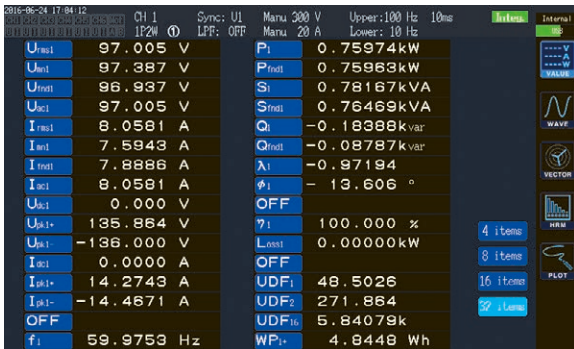 2016-06-24 17:04:12
CH 1 Sync: U1 Manu 300 V Upper:100 Hz 10ms Integ. Internal
1P2W ① LPF: OFF Manu 20 A Lower: 10 Hz
Urms1 97.005 V P1 0.75974kW
Umn1 97.387 V Pfnd1 0.75963kW
VALUE
Ufnd1 96.937 V S1 0.78167kVA
Uac1 97.005 V Sfnd1 0.76469kVA
Irms1 8.0581 A Q1 -0.18388kvar
WAVE
Imn1 7.5943 A Qfnd1 -0.08787kvar
Ifnd1 7.8886 A λ1 -0.97194
VECTOR
Iac1 8.0581 A φ1 - 13.606 °
Udc1 0.000 V OFF
Upk1+ 135.864 V η1 100.000 %
4 items
HRM
Upk1- -136.000 V Loss1 0.00000kW
Idc1 0.0000 A OFF
8 items
Ipk1+ 14.2743 A UDF1 48.5026
16 items
PLOT
Ipk1- -14.4671 A UDF2 271.864
32 items
OFF UDF16 5.84079k
f1 59.9753 Hz WP1+ 4.8448 Wh